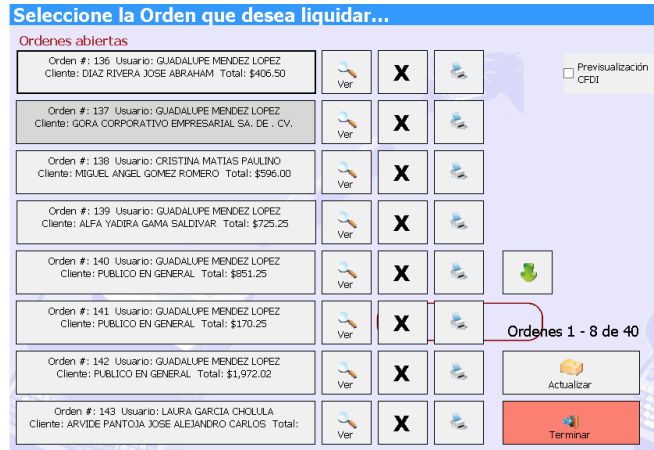 Seleccione la Orden que desea liquidar...
Ordenes abiertas
Orden #: 136 Usuario: GUADALUPE MENDEZ LOPEZ
Cliente: DIAZ RIVERA JOSE ABRAHAM Total: $406.50
Ver
X
Previsualización
CFDI
Orden #: 137 Usuario: GUADALUPE MENDEZ LOPEZ
Cliente: GORA CORPORATIVO EMPRESARIAL SA. DE . CV.
Ver
X
Orden #: 138 Usuario: CRISTINA MATIAS PAULINO
Cliente: MIGUEL ANGEL GOMEZ ROMERO Total: $596.00
Ver
X
Orden #: 139 Usuario: GUADALUPE MENDEZ LOPEZ
Cliente: ALFA YADIRA GAMA SALDIVAR Total: $725.25
Ver
X
Orden #: 140 Usuario: GUADALUPE MENDEZ LOPEZ
Cliente: PUBLICO EN GENERAL Total: $851.25
Ver
X
Orden #: 141 Usuario: GUADALUPE MENDEZ LOPEZ
Cliente: PUBLICO EN GENERAL Total: $170.25
Ver
X
Ordenes 1 - 8 de 40
Orden #: 142 Usuario: GUADALUPE MENDEZ LOPEZ
Cliente: PUBLICO EN GENERAL Total: $1,972.02
Ver
X
Actualizar
Orden #: 143 Usuario: LAURA GARCIA CHOLULA
Cliente: ARVIDE PANTOJA JOSE ALEJANDRO CARLOS Total:
Ver
X
Terminar